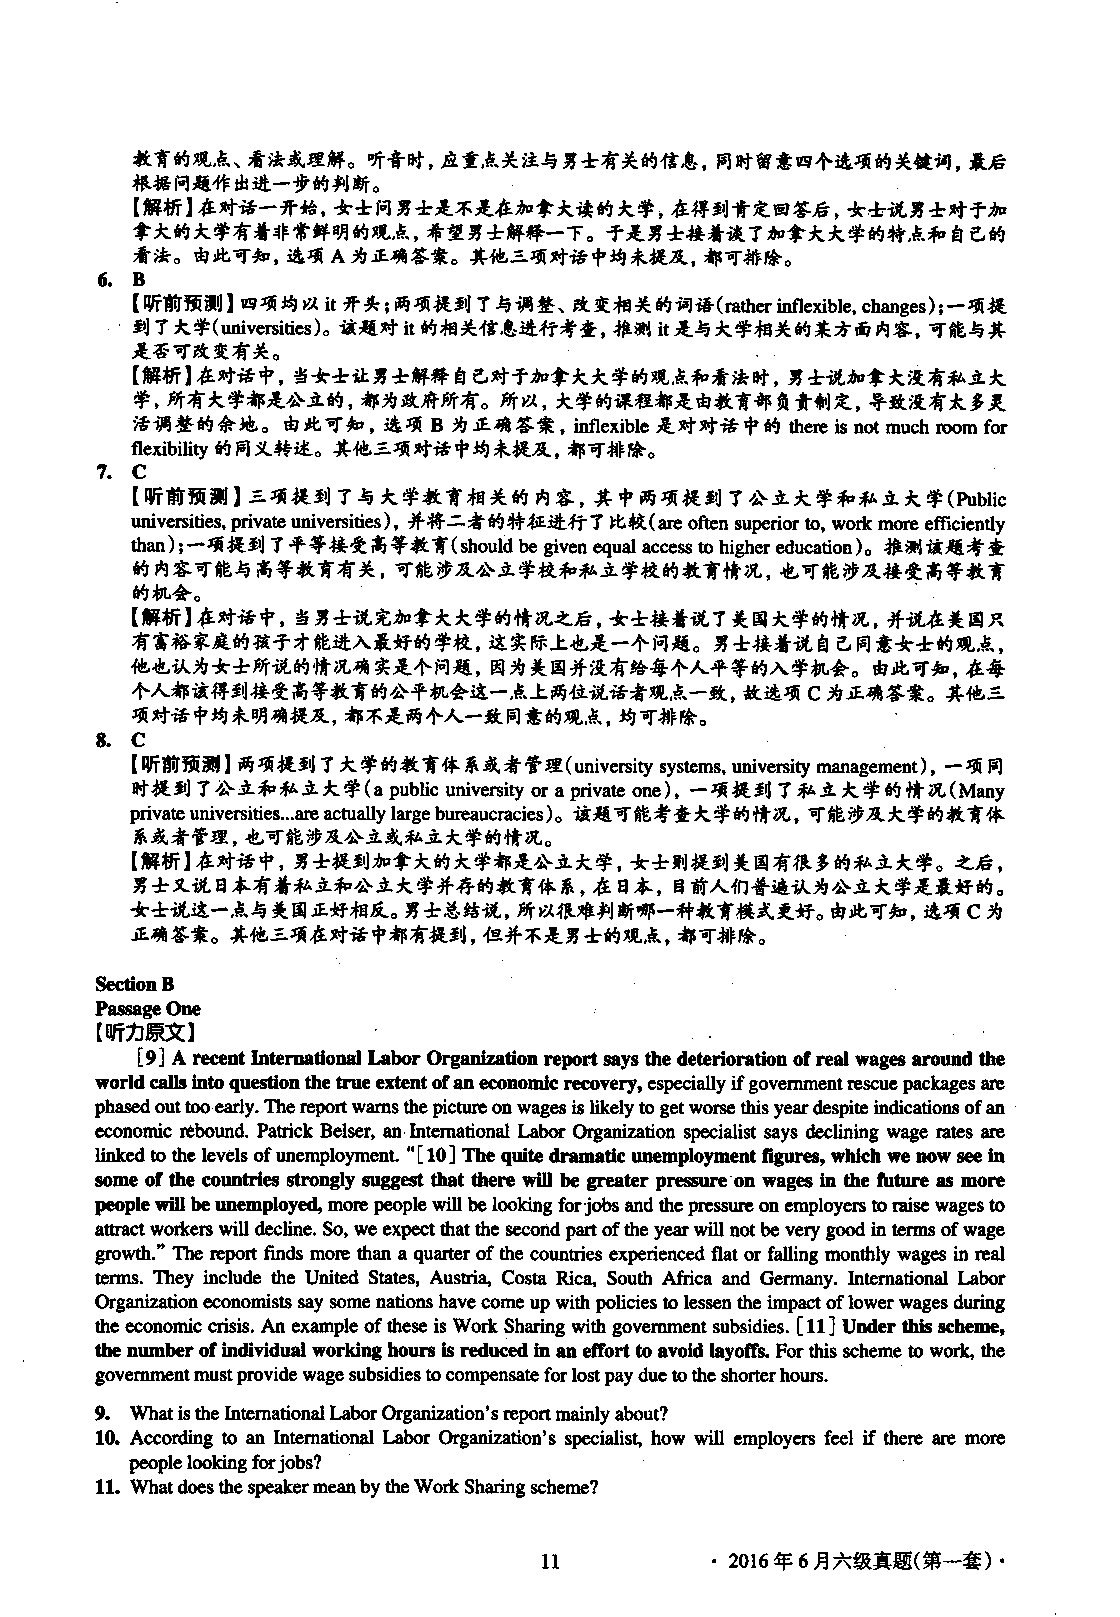 教育的观点、看法或理解。听音时，应重点关注与男士有关的信息，同时留意四个选项的关键词，最后
根据问题作出进一步的判断。
【解析】在对话一开始，女士问男士是不是在加拿大读的大学，在得到肯定回答后，女士说男士对于加
拿大的大学有着非常鲜明的观点，希望男士解释一下。于是男士接着谈了加拿大大学的特点和自己的
看法。由此可知，选项 A 为正确答案。其他三项对话中均未提及，都可排除。
6. B
【听前预测】四项均以 it 开头；两项提到了与调整、改变相关的词语(rather inflexible, changes)；一项提
到了大学(universities)。该题对 it 的相关信息进行考查，推测 it 是与大学相关的某方面内容，可能与其
是否可改变有关。
【解析】在对话中，当女士让男士解释自己对于加拿大大学的观点和看法时，男士说加拿大没有私立大
学，所有大学都是公立的，都为政府所有。所以，大学的课程都是由教育部负责制定，导致没有太多灵
活调整的余地。由此可知，选项 B 为正确答案，inflexible 是对对话中的 there is not much room for
flexibility 的同义转述。其他三项对话中均未提及，都可排除。
7. C
【听前预测】三项提到了与大学教育相关的内容，其中两项提到了公立大学和私立大学(Public
universities, private universities)，并将二者的特征进行了比较(are often superior to, work more efficiently
than)；一项提到了平等接受高等教育(should be given equal access to higher education)。推测该题考查
的内容可能与高等教育有关，可能涉及公立学校和私立学校的教育情况，也可能涉及接受高等教育
的机会。
【解析】在对话中，当男士说完加拿大大学的情况之后，女士接着说了美国大学的情况，并说在美国只
有富裕家庭的孩子才能进入最好的学校，这实际上也是一个问题。男士接着说自己同意女士的观点，
他也认为女士所说的情况确实是个问题，因为美国并没有给每个人平等的入学机会。由此可知，在每
个人都该得到接受高等教育的公平机会这一点上两位说话者观点一致，故选项 C 为正确答案。其他三
项对话中均未明确提及，都不是两个人一致同意的观点，均可排除。
8. C
【听前预测】两项提到了大学的教育体系或者管理(university systems, university management)，一项同
时提到了公立和私立大学(a public university or a private one)，一项提到了私立大学的情况(Many
private universities...are actually large bureaucracies)。该题可能考查大学的情况，可能涉及大学的教育体
系或者管理，也可能涉及公立或私立大学的情况。
【解析】在对话中，男士提到加拿大的大学都是公立大学，女士则提到美国有很多的私立大学。之后，
男士又说日本有着私立和公立大学并存的教育体系，在日本，目前人们普遍认为公立大学是最好的。
女士说这一点与美国正好相反。男士总结说，所以很难判断哪一种教育模式更好。由此可知，选项 C 为
正确答案。其他三项在对话中都有提到，但并不是男士的观点，都可排除。
Section B
Passage One
【听力原文】
[9] A recent International Labor Organization report says the deterioration of real wages around the
world calls into question the true extent of an economic recovery, especially if government rescue packages are
phased out too early. The report warns the picture on wages is likely to get worse this year despite indications of an
economic rebound. Patrick Belser, an International Labor Organization specialist says declining wage rates are
linked to the levels of unemployment. "[10] The quite dramatic unemployment figures, which we now see in
some of the countries strongly suggest that there will be greater pressure on wages in the future as more
people will be unemployed, more people will be looking for jobs and the pressure on employers to raise wages to
attract workers will decline. So, we expect that the second part of the year will not be very good in terms of wage
growth." The report finds more than a quarter of the countries experienced flat or falling monthly wages in real
terms. They include the United States, Austria, Costa Rica, South Africa and Germany. International Labor
Organization economists say some nations have come up with policies to lessen the impact of lower wages during
the economic crisis. An example of these is Work Sharing with government subsidies. [11] Under this scheme,
the number of individual working hours is reduced in an effort to avoid layoffs. For this scheme to work, the
government must provide wage subsidies to compensate for lost pay due to the shorter hours.
9. What is the International Labor Organization's report mainly about?
10. According to an International Labor Organization's specialist, how will employers feel if there are more
people looking for jobs?
11. What does the speaker mean by the Work Sharing scheme?
11 · 2016 年 6 月六级真题(第一套) ·